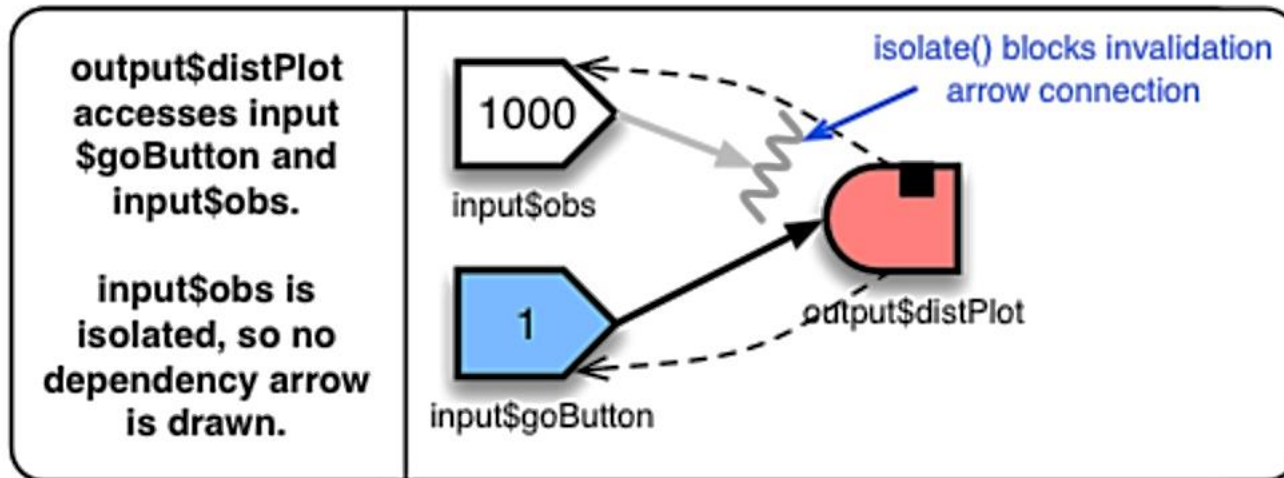 output$distPlot
accesses input
$goButton and
input$obs.
input$obs is
isolated, so no
dependency arrow
is drawn.
isolate() blocks invalidation
arrow connection
1000
input$obs
1
input$goButton
output$distPlot